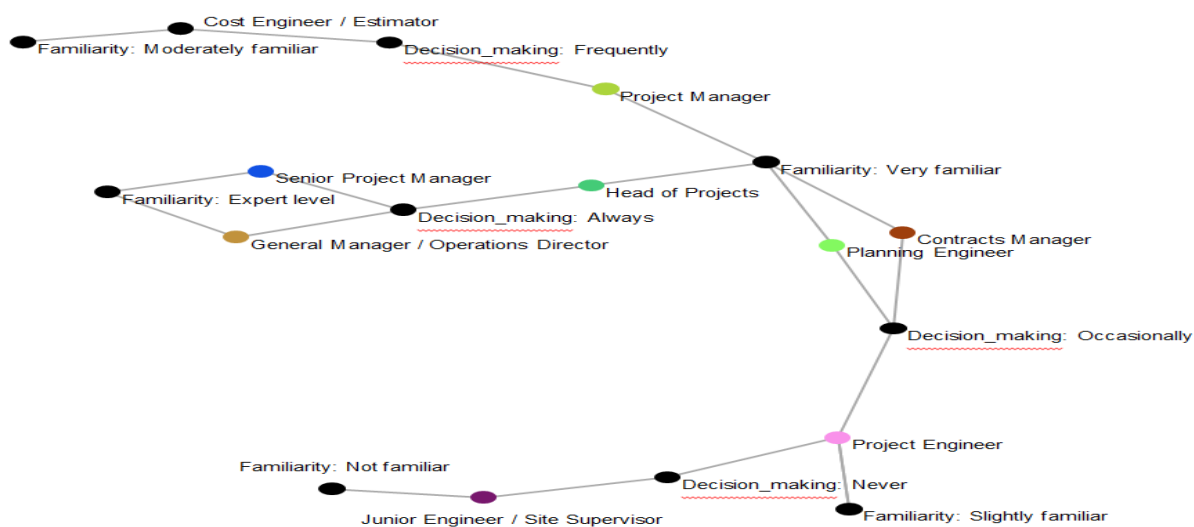 Cost Engineer / Estimator
Familiarity: Moderately familiar
Decision_making: Frequently
Project Manager
Familiarity: Very familiar
Senior Project Manager
Head of Projects
Familiarity: Expert level
Decision_making: Always
General Manager / Operations Director
Contracts Manager
Planning Engineer
Decision_making: Occasionally
Project Engineer
Familiarity: Not familiar
Decision_making: Never
Junior Engineer / Site Supervisor
Familiarity: Slightly familiar